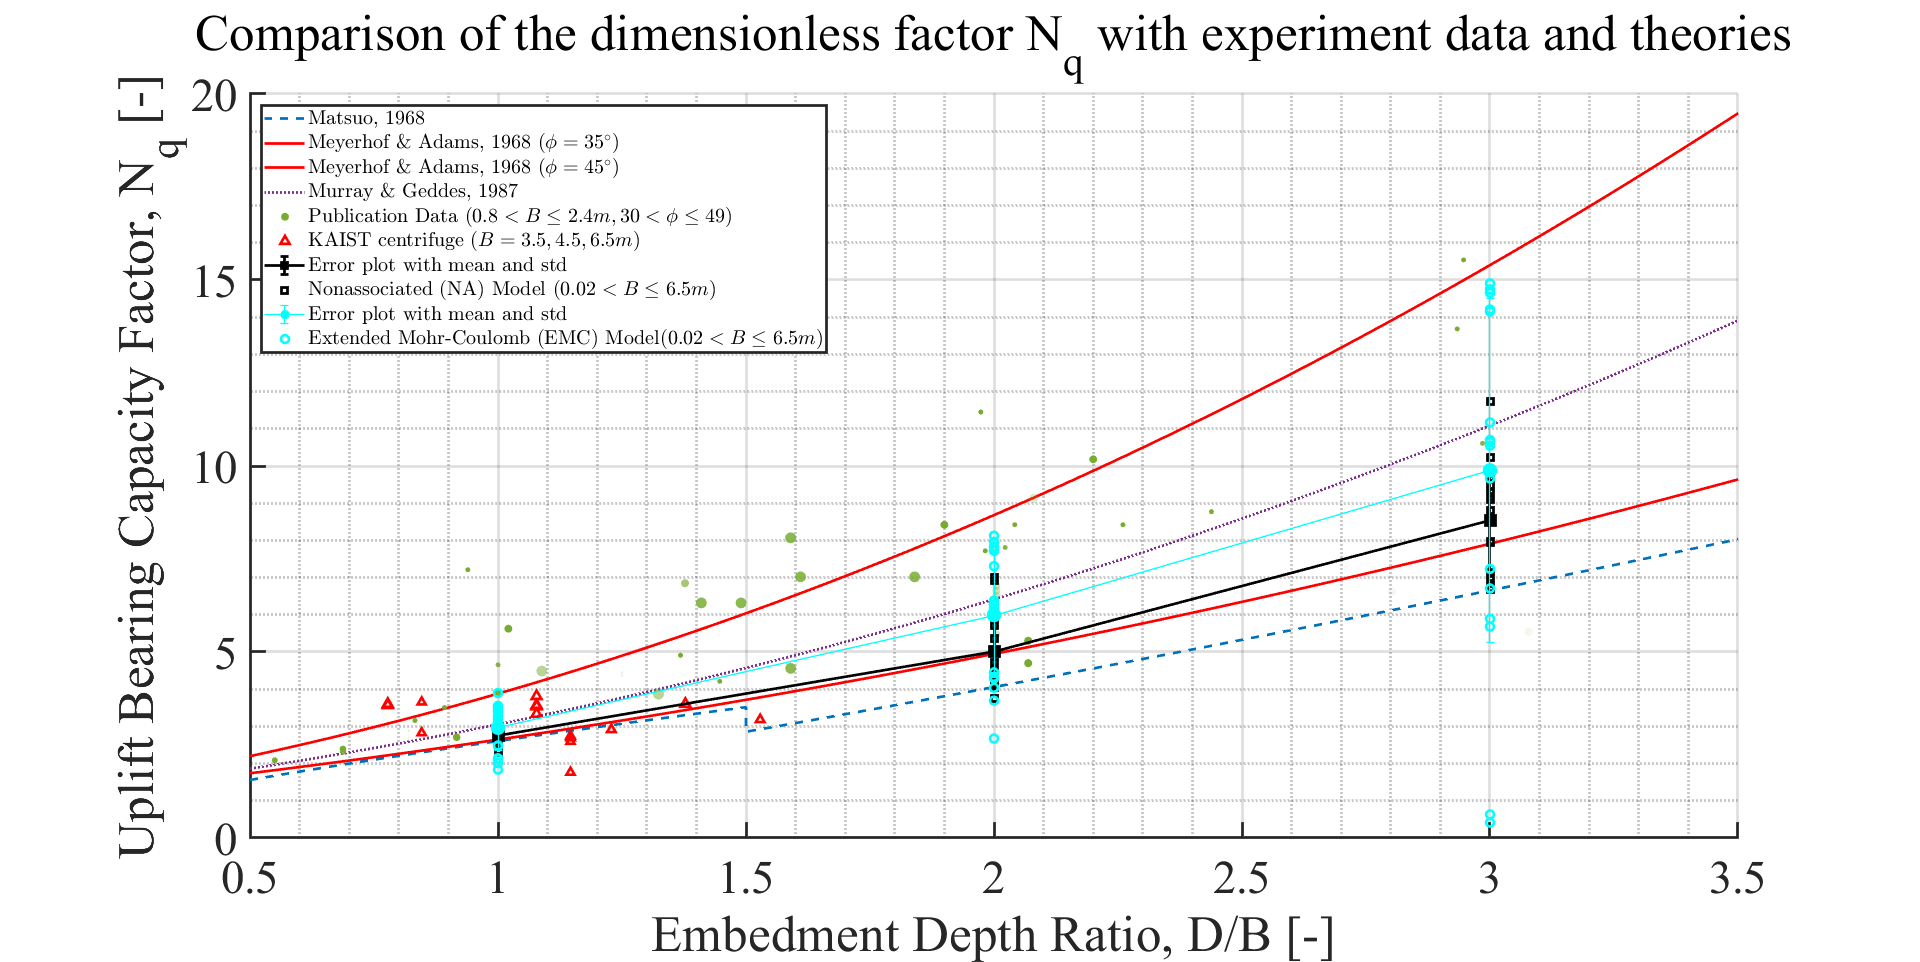 Comparison of the dimensionless factor N_q with experiment data and theories
Uplift Bearing Capacity Factor, N_q [-]
20
15
10
5
0
Matsuo, 1968
Meyerhof & Adams, 1968 (ϕ = 35°)
Meyerhof & Adams, 1968 (ϕ = 45°)
Murray & Geddes, 1987
Publication Data (0.8 < B ≤ 2.4m, 30 < ϕ ≤ 49)
KAIST centrifuge (B = 3.5, 4.5, 6.5m)
Error plot with mean and std
Nonassociated (NA) Model (0.02 < B ≤ 6.5m)
Error plot with mean and std
Extended Mohr-Coulomb (EMC) Model(0.02 < B ≤ 6.5m)
0.5 1 1.5 2 2.5 3 3.5
Embedment Depth Ratio, D/B [-]